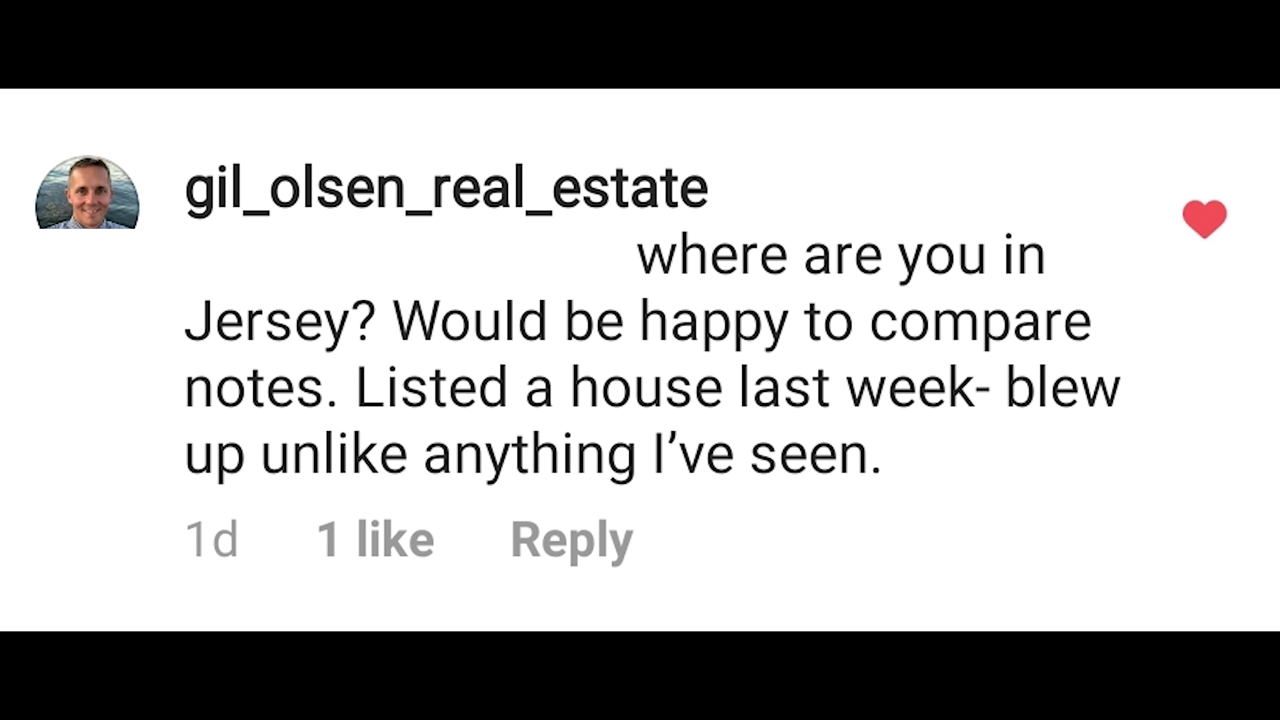 gil_olsen_real_estate
where are you in
Jersey? Would be happy to compare
notes. Listed a house last week- blew
up unlike anything I’ve seen.
1d 1 like Reply